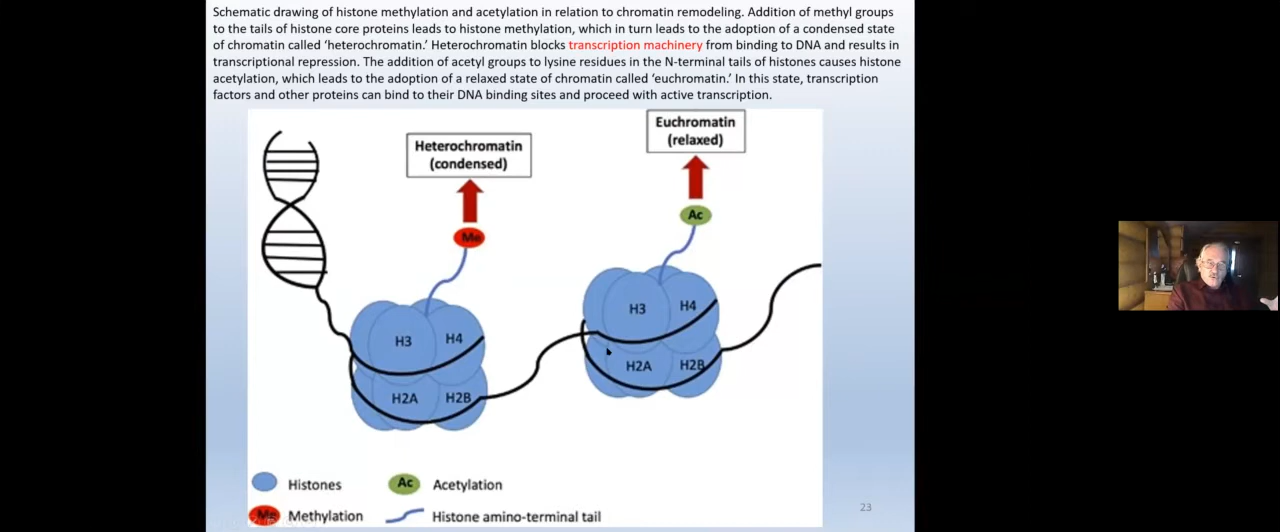 Schematic drawing of histone methylation and acetylation in relation to chromatin remodeling. Addition of methyl groups
to the tails of histone core proteins leads to histone methylation, which in turn leads to the adoption of a condensed state
of chromatin called ‘heterochromatin.’ Heterochromatin blocks transcription machinery from binding to DNA and results in
transcriptional repression. The addition of acetyl groups to lysine residues in the N-terminal tails of histones causes histone
acetylation, which leads to the adoption of a relaxed state of chromatin called ‘euchromatin.’ In this state, transcription
factors and other proteins can bind to their DNA binding sites and proceed with active transcription.
Heterochromatin
(condensed)
Euchromatin
(relaxed)
Me
Ac
H3
H4
H2A
H2B
H3
H4
H2A
H2B
Histones
Ac
Acetylation
Me
Methylation
Histone amino-terminal tail
23